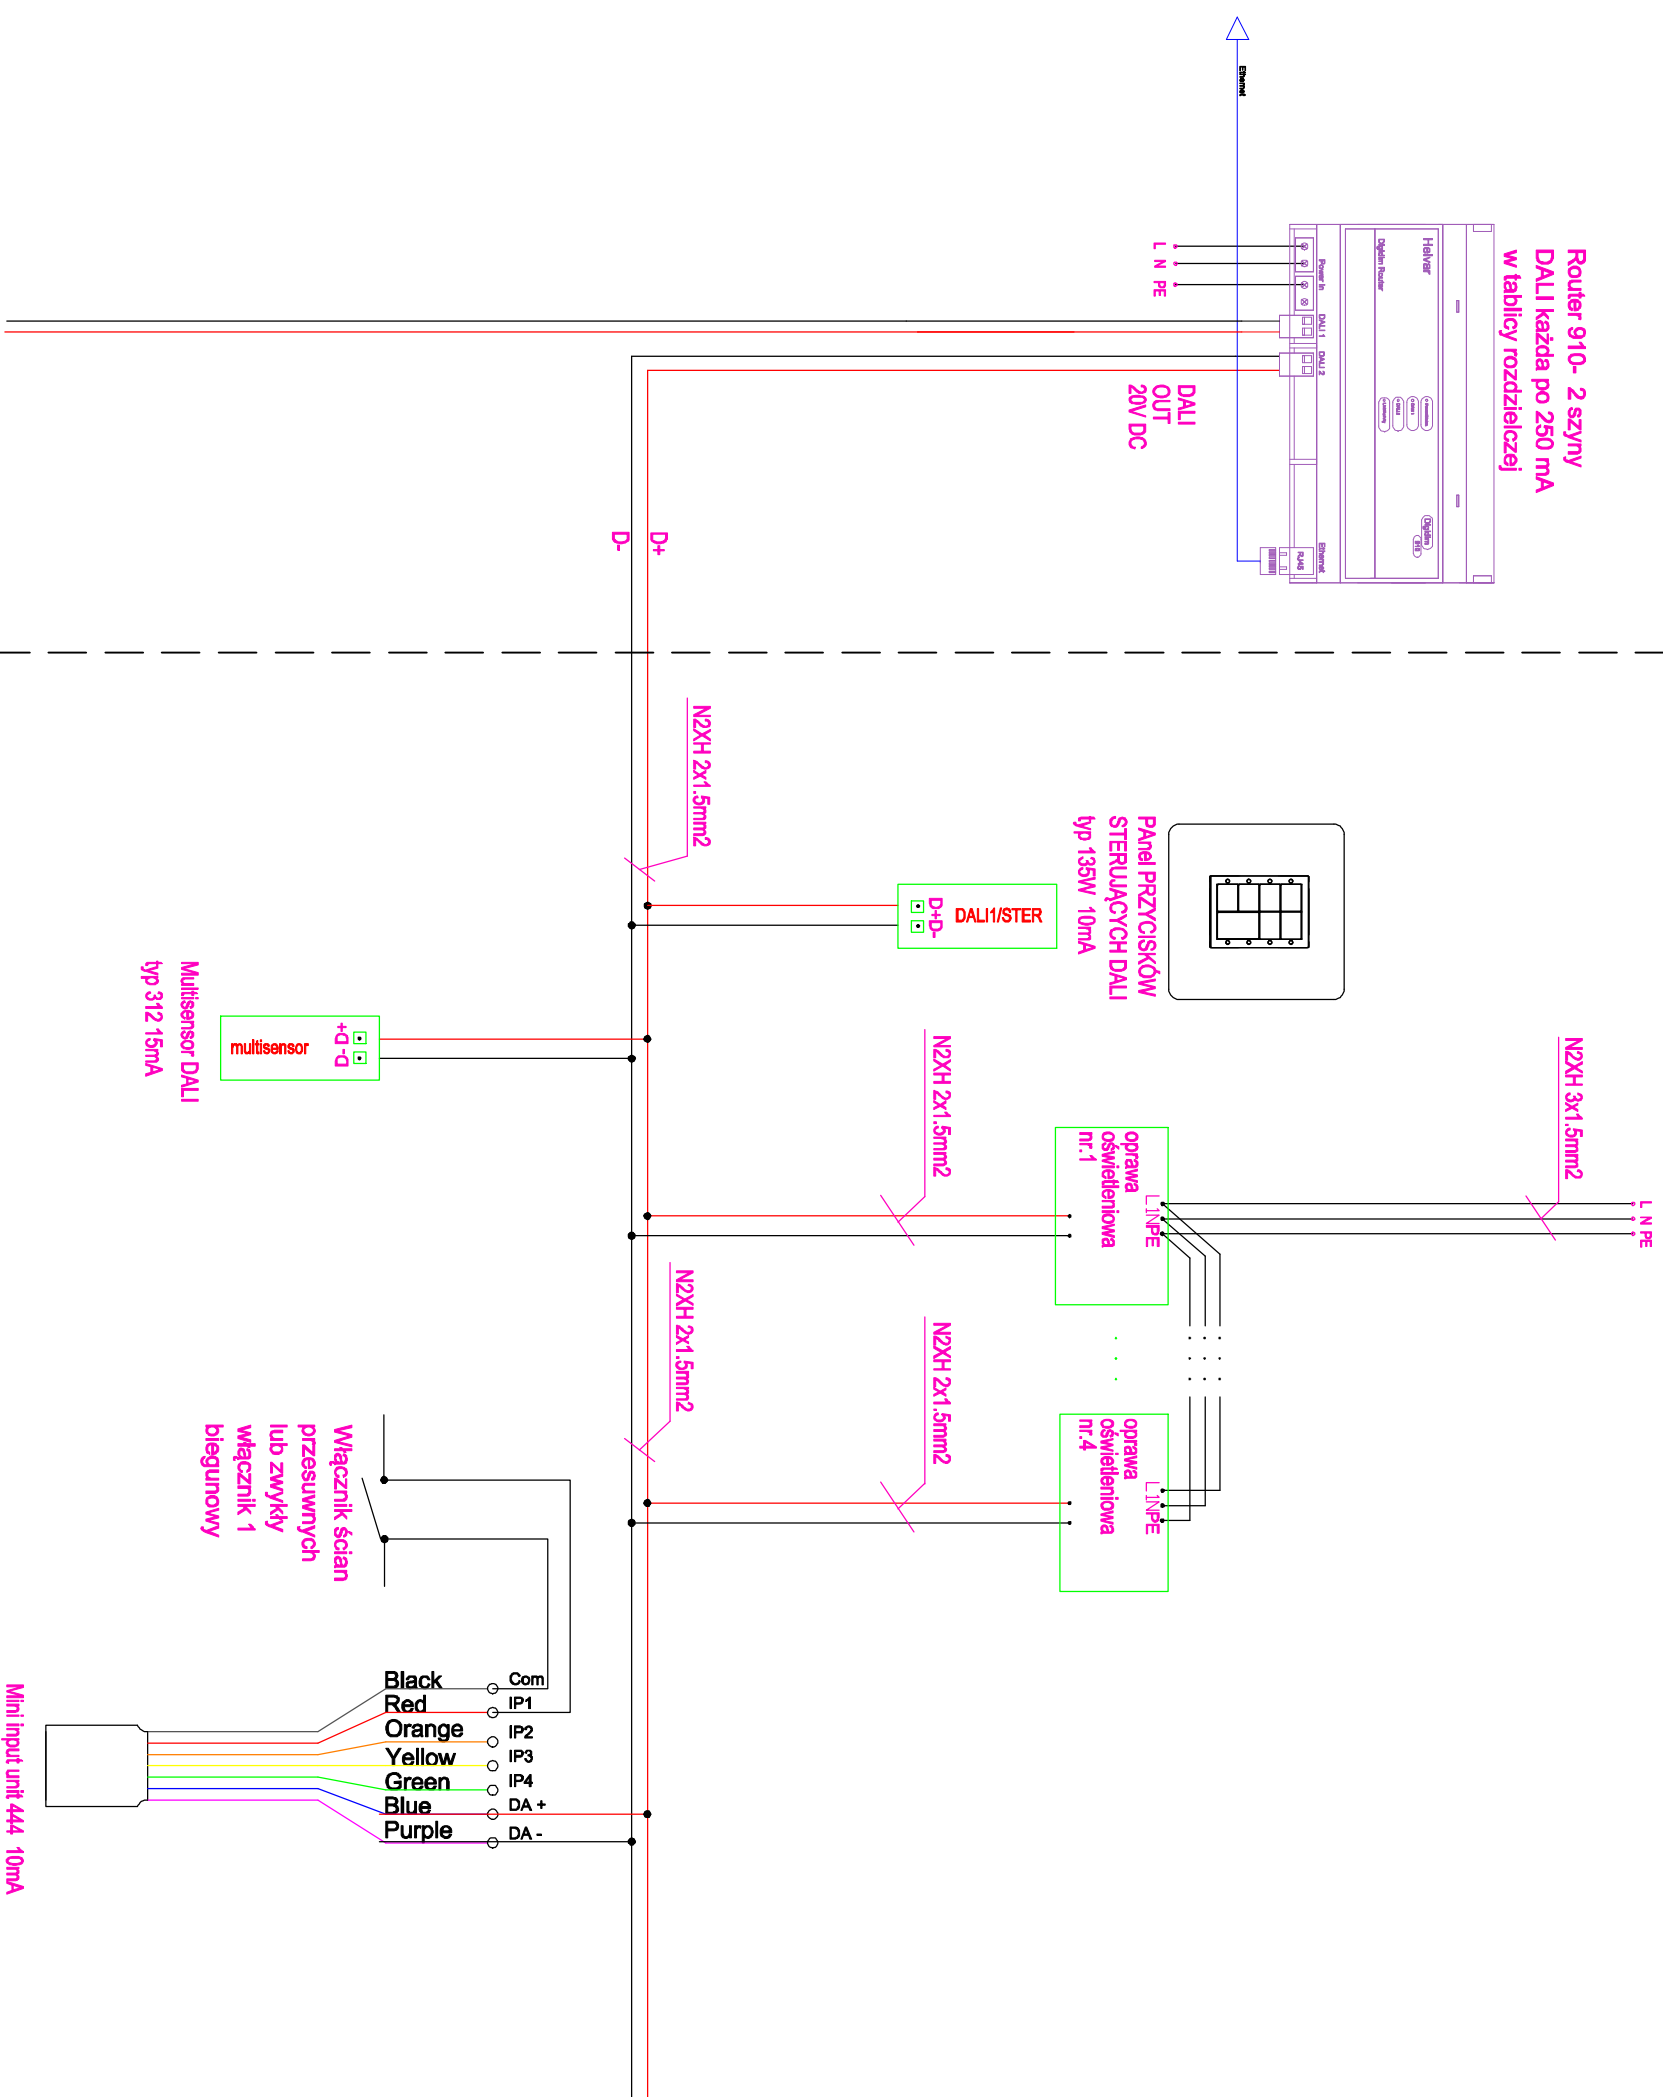 Ethernet
Router 910- 2 szyny
DALI każda po 250 mA
w tablicy rozdzielczej
Helvar
Digidim Router
Digidim
910
L
N
PE
Power in
DALI 1
DALI 2
Ethernet
RJ45
DALI
OUT
20V DC
D+
D-
N2XH 2x1.5mm2
PAnel PRZYCISKÓW
STERUJĄCYCH DALI
typ 135W 10mA
DALI1/STER
D+D-
Multisensor DALI
typ 312 15mA
multisensor
D+ D-
N2XH 2x1.5mm2
N2XH 3x1.5mm2
L N PE
oprawa
oświetleniowa
nr.1
L1NPE
N2XH 2x1.5mm2
N2XH 2x1.5mm2
oprawa
oświetleniowa
nr.4
L1NPE
Włącznik ścian
przesuwnych
lub zwykły
włącznik 1
biegunowy
Black Com
Red IP1
Orange IP2
Yellow IP3
Green IP4
Blue DA +
Purple DA -
Mini input unit 444 10mA